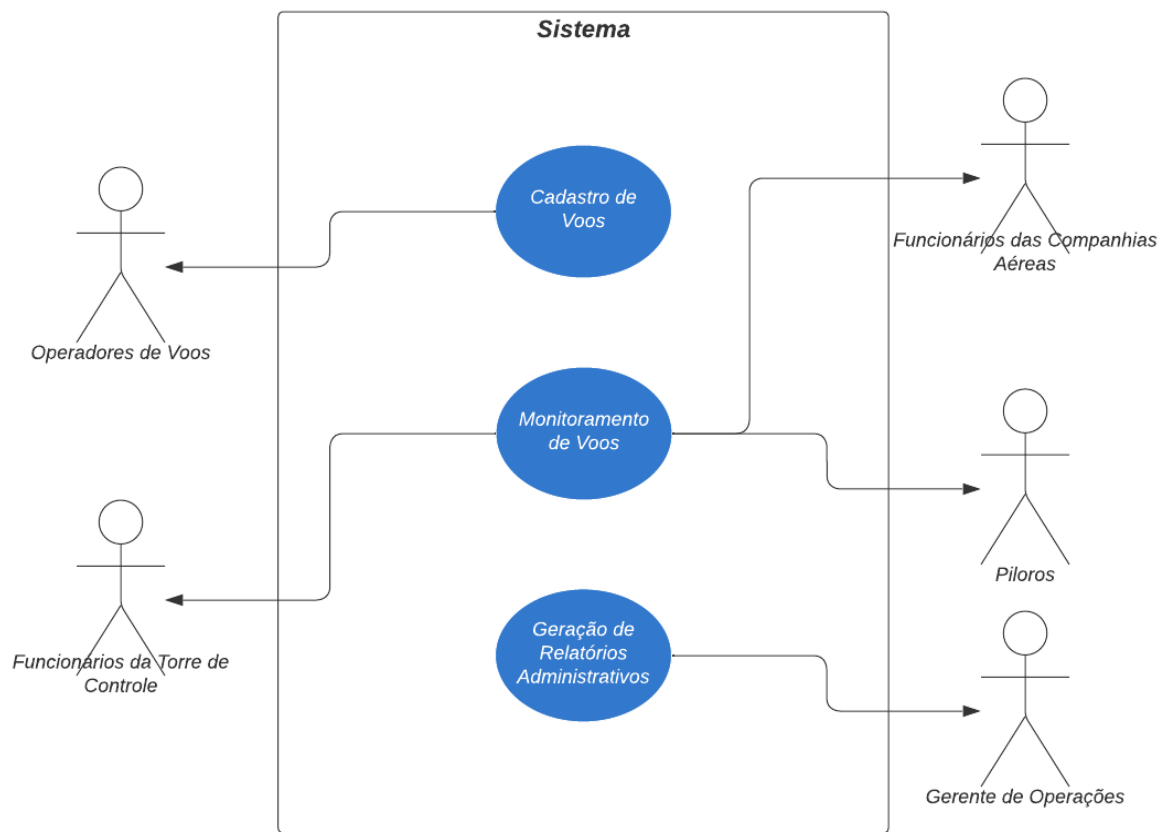 Sistema
Cadastro de
Voos
Funcionários das Companhias
Aéreas
Operadores de Voos
Monitoramento
de Voos
Piloros
Funcionários da Torre de
Controle
Geração de
Relatórios
Administrativos
Gerente de Operações